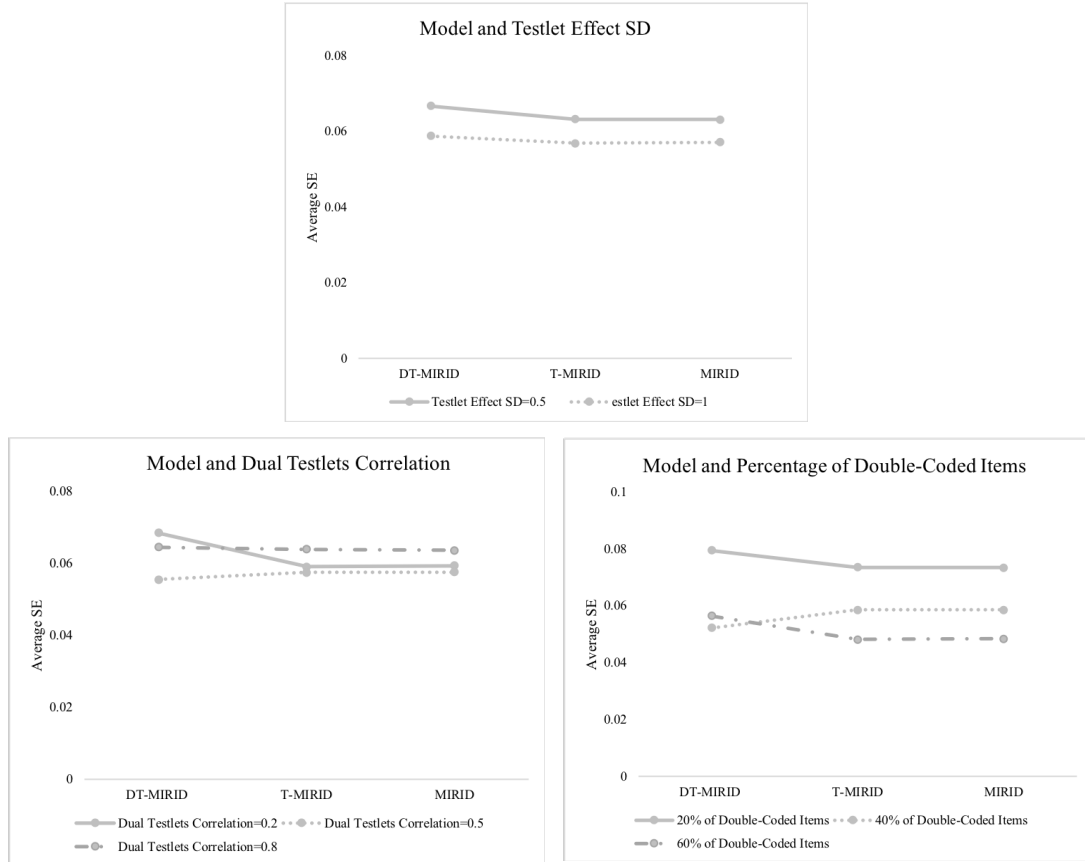 Model and Testlet Effect SD
0.08
0.06
0.04
0.02
0
Average SE
DT-MIRID T-MIRID MIRID
Testlet Effect SD=0.5 estlet Effect SD=1
Model and Dual Testlets Correlation
0.08
0.06
0.04
0.02
0
Average SE
DT-MIRID T-MIRID MIRID
Dual Testlets Correlation=0.2 Dual Testlets Correlation=0.5
Dual Testlets Correlation=0.8
Model and Percentage of Double-Coded Items
0.1
0.08
0.06
0.04
0.02
0
Average SE
DT-MIRID T-MIRID MIRID
20% of Double-Coded Items 40% of Double-Coded Items
60% of Double-Coded Items